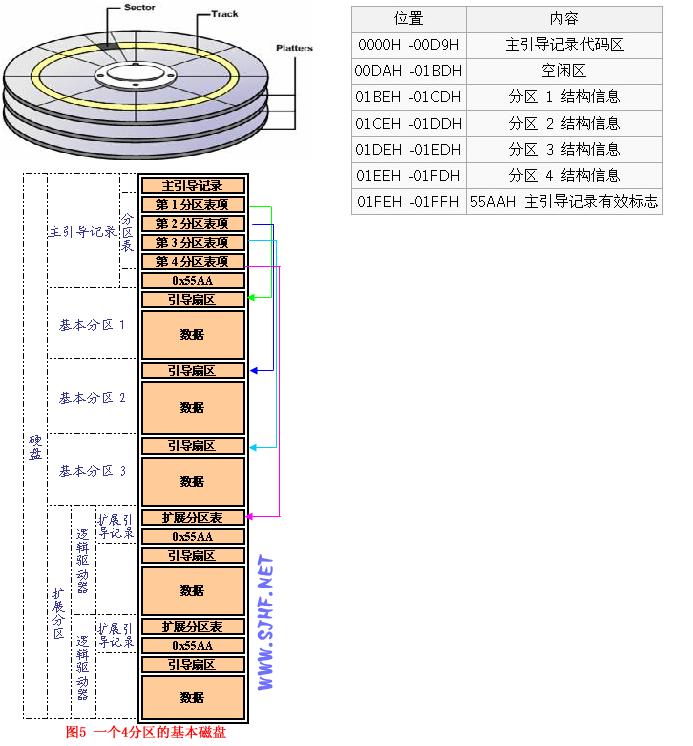 Sector
Track
Platters
位置 内容
0000H -00D9H 主引导记录代码区
00DAH -01BDH 空闲区
01BEH -01CDH 分区 1 结构信息
01CEH -01DDH 分区 2 结构信息
01DEH -01EDH 分区 3 结构信息
01EEH -01FDH 分区 4 结构信息
01FEH -01FFH 55AAH 主引导记录有效标志
主引导记录
第1分区表项
第2分区表项
第3分区表项
第4分区表项
0x55AA
主引导记录
分区表
引导扇区
基本分区1
数据
引导扇区
基本分区2
数据
引导扇区
基本分区3
数据
硬盘
扩展分区
逻辑驱动器
扩展引导记录
扩展分区表
0x55AA
引导扇区
数据
逻辑驱动器
扩展引导记录
扩展分区表
0x55AA
引导扇区
数据
WWW.SJHF.NET
图5 一个4分区的基本磁盘